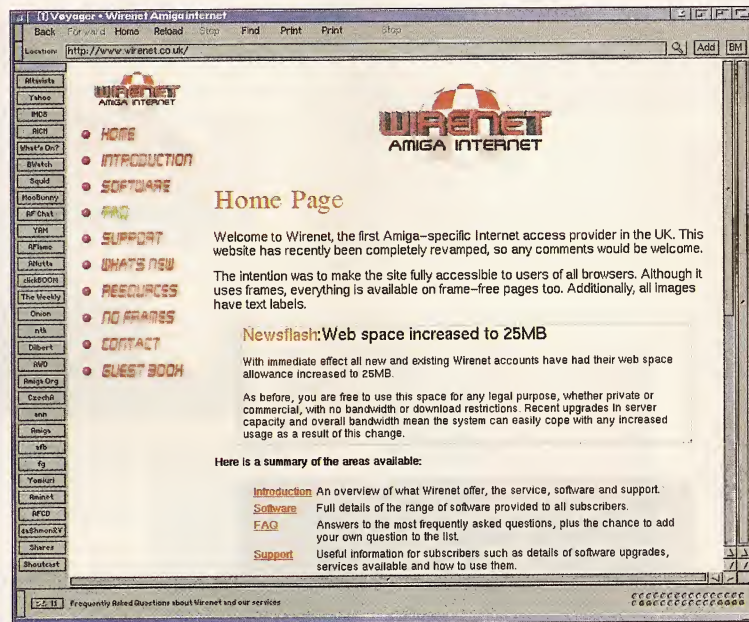 (1) Voyager • Wirenet Amiga internet
Back Forward Home Reload Stop Find Print Print Stop
Location: http://www.wirenet.co.uk/ Add BM
Altavista
Yahoo
IMDB
AICH
What's On?
BWatch
Squid
MooBunny
AF Chat
YAM
AFlame
ANutta
clickBOOM
The Weekly
Onion
ntk
Dilbert
AWD
Amiga Org
CzechA
ann
Amiga
sfb
fg
Yomiuri
Aminet
AFCD
Shares
Shoutcast
WIRENET
AMIGA INTERNET
HOME
INTRODUCTION
SOFTWARE
FAQ
SUPPORT
WHAT'S NEW
RESOURCES
NO FRAMES
CONTACT
GUEST BOOK
WIRENET
AMIGA INTERNET
Home Page
Welcome to Wirenet, the first Amiga-specific Internet access provider in the UK. This
website has recently been completely revamped, so any comments would be welcome.
The intention was to make the site fully accessible to users of all browsers. Although it
uses frames, everything is available on frame-free pages too. Additionally, all images
have text labels.
Newsflash:Web space increased to 25MB
With immediate effect all new and existing Wirenet accounts have had their web space
allowance increased to 25MB.
As before, you are free to use this space for any legal purpose, whether private or
commercial, with no bandwidth or download restrictions. Recent upgrades in server
capacity and overall bandwidth mean the system can easily cope with any increased
usage as a result of this change.
Here is a summary of the areas available:
Introduction An overview of what Wirenet offer, the service, software and support.
Software Full details of the range of software provided to all subscribers.
FAQ Answers to the most frequently asked questions, plus the chance to add
your own question to the list.
Support Useful information for subscribers such as details of software upgrades,
services available and how to use them.
Frequently Asked Questions about Wirenet and our services